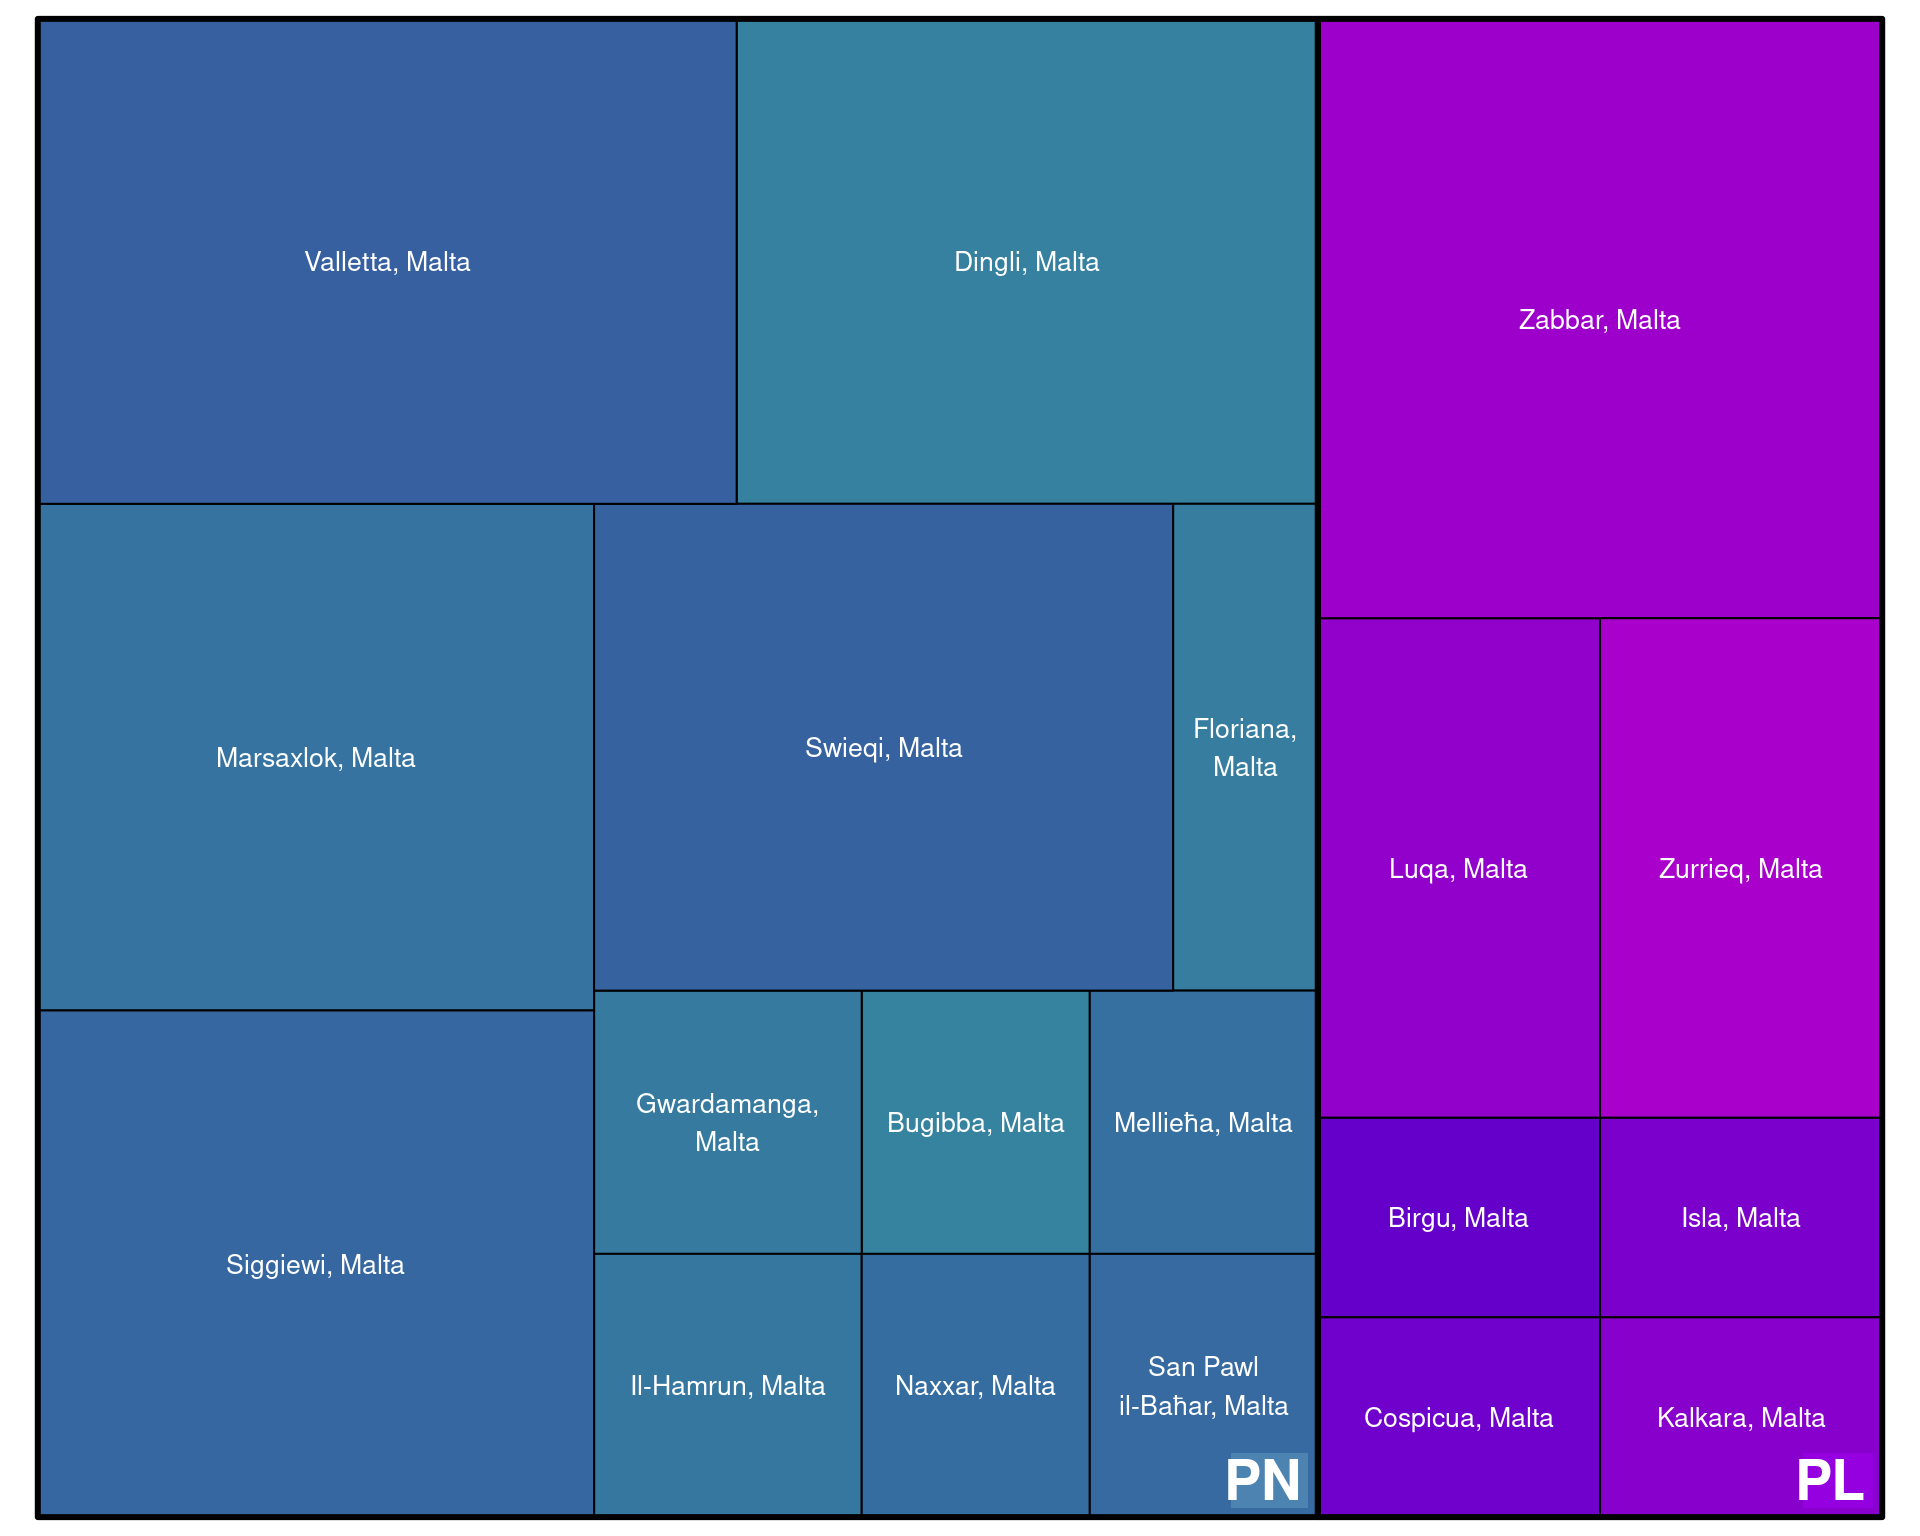 Valletta, Malta
Dingli, Malta
Zabbar, Malta
Marsaxlok, Malta
Swieqi, Malta
Floriana,
Malta
Luqa, Malta
Zurrieq, Malta
Siggiewi, Malta
Gwardamanga,
Malta
Bugibba, Malta
Mellieħa, Malta
Birgu, Malta
Isla, Malta
Il-Hamrun, Malta
Naxxar, Malta
San Pawl
il-Baħar, Malta
Cospicua, Malta
Kalkara, Malta
PN
PL